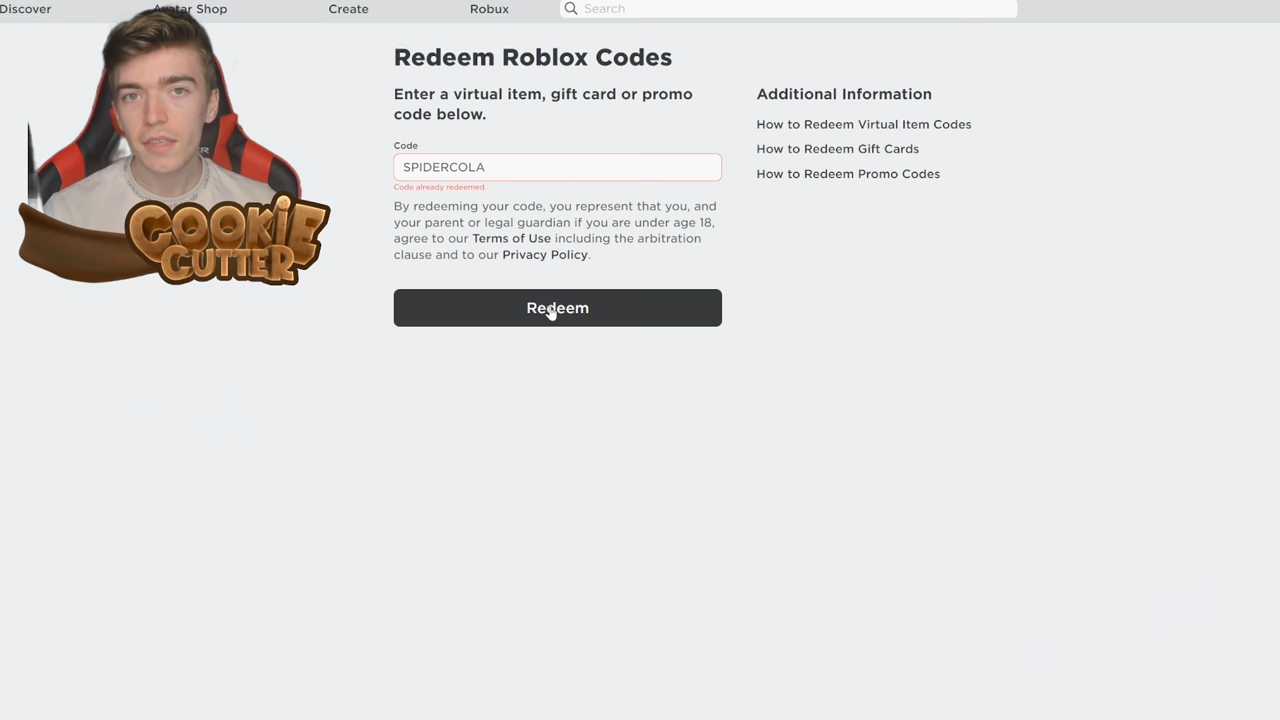 Discover
Avatar Shop
Create
Robux
Search
Redeem Roblox Codes
Enter a virtual item, gift card or promo
code below.
Code
SPIDERCOLA
Code already redeemed.
By redeeming your code, you represent that you, and
your parent or legal guardian if you are under age 18,
agree to our Terms of Use including the arbitration
clause and to our Privacy Policy.
Redeem
Additional Information
How to Redeem Virtual Item Codes
How to Redeem Gift Cards
How to Redeem Promo Codes
R
COOKIE
CUTTER